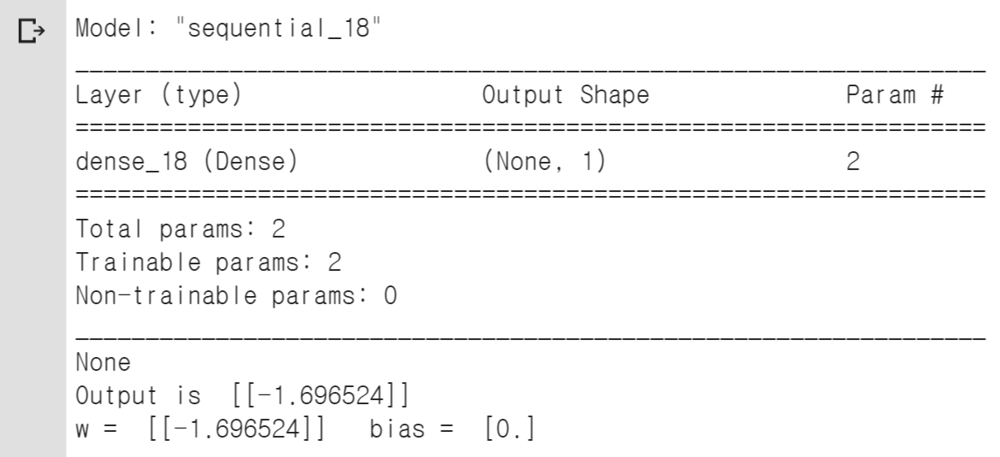 Model: "sequential_18"
_________________________________________________________________
Layer (type)                 Output Shape              Param #
=================================================================
dense_18 (Dense)             (None, 1)                 2
=================================================================
Total params: 2
Trainable params: 2
Non-trainable params: 0
_________________________________________________________________
None
Output is  [[-1.696524]]
w =  [[-1.696524]]   bias =  [0.]